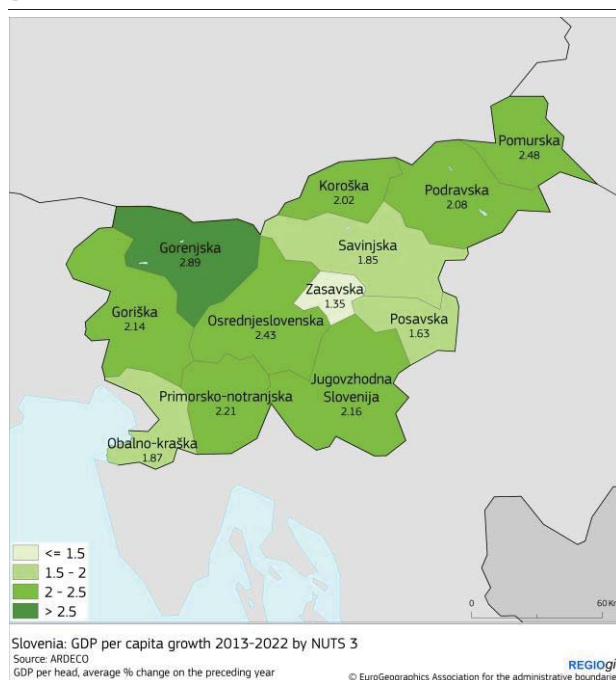 Pomurska
2.48
Koroška
2.02
Podravska
2.08
Gorenjska
2.89
Savinjska
1.85
Zasavska
1.35
Goriška
2.14
Osrednjeslovenska
2.43
Posavska
1.63
Jugovzhodna
Slovenija
2.16
Primorsko-notranjska
2.21
Obalno-kraška
1.87
<= 1.5
1.5 - 2
2 - 2.5
> 2.5
0 60 Km
Slovenia: GDP per capita growth 2013-2022 by NUTS 3
Source: ARDECO
GDP per head, average % change on the preceding year
REGIOgi
© EuroGeographics Association for the administrative boundarie